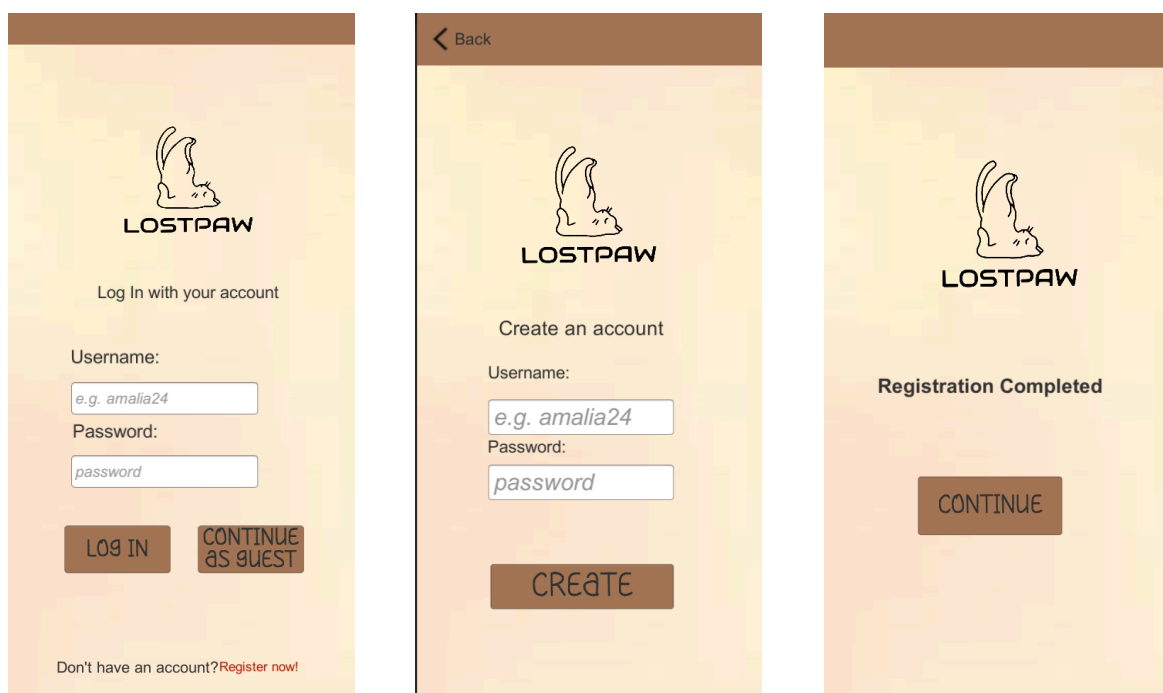 LOSTPAW
Log In with your account
Username:
e.g. amalia24
Password:
password
LOG IN
CONTINUE
AS GUEST
Don't have an account?Register now!
Back
LOSTPAW
Create an account
Username:
e.g. amalia24
Password:
password
CREATE
LOSTPAW
Registration Completed
CONTINUE